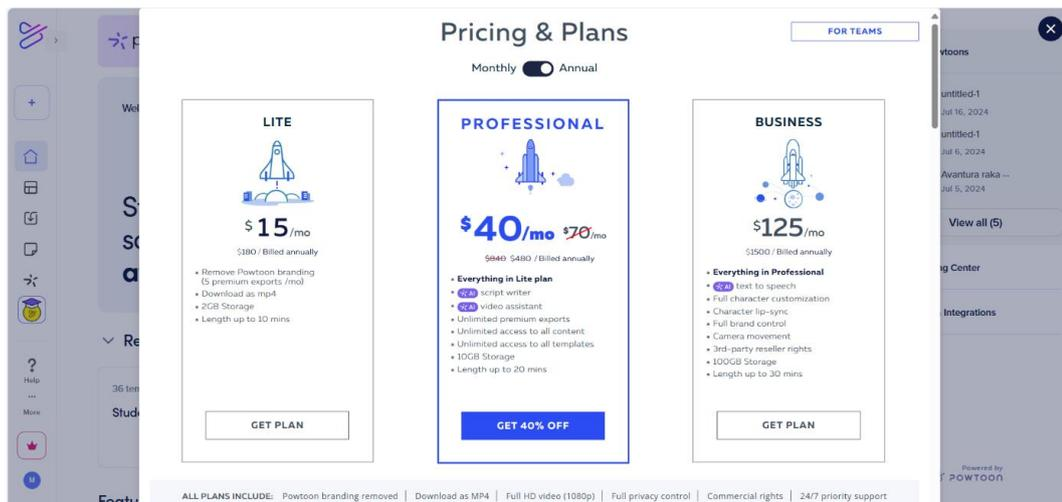 Pricing & Plans
FOR TEAMS
Monthly Annual
LITE
$15/mo
$180 / Billed annually
• Remove Powtoon branding
(5 premium exports /mo)
• Download as mp4
• 2GB Storage
• Length up to 10 mins
GET PLAN
PROFESSIONAL
$40/mo $70/mo
$840 $480 / Billed annually
• Everything in Lite plan
• AI script writer
• AI video assistant
• Unlimited premium exports
• Unlimited access to all content
• Unlimited access to all templates
• 10GB Storage
• Length up to 20 mins
GET 40% OFF
BUSINESS
$125/mo
$1500 / Billed annually
• Everything in Professional
• AI text to speech
• Full character customization
• Character lip-sync
• Full brand control
• Camera movement
• 3rd-party reseller rights
• 100GB Storage
• Length up to 30 mins
GET PLAN
ALL PLANS INCLUDE: Powtoon branding removed | Download as MP4 | Full HD video (1080p) | Full privacy control | Commercial rights | 24/7 priority support
Help
More
M
36 tem
untitled-1
Jul 16, 2024
untitled-1
Jul 6, 2024
Avantura raka ...
Jul 5, 2024
View all (5)
Center
Integrations
Powered by
POWTOON